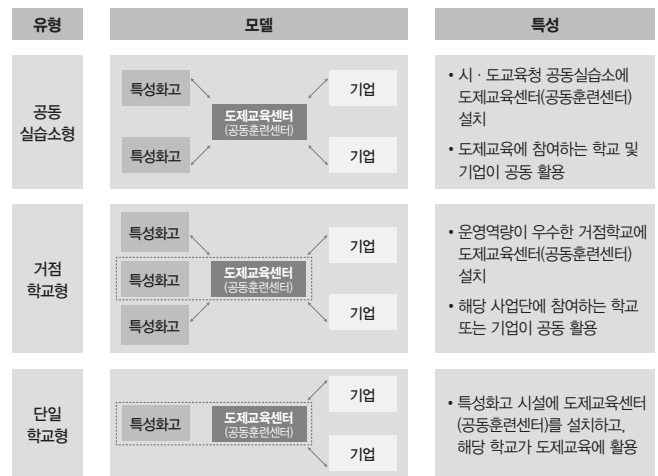 유형
모델
특성
공동
실습소형
특성화고
특성화고
도제교육센터
(공동훈련센터)
기업
기업
• 시 · 도교육청 공동실습소에
도제교육센터(공동훈련센터)
설치
• 도제교육에 참여하는 학교 및
기업이 공동 활용
거점
학교형
특성화고
특성화고
특성화고
도제교육센터
(공동훈련센터)
기업
기업
• 운영역량이 우수한 거점학교에
도제교육센터(공동훈련센터)
설치
• 해당 사업단에 참여하는 학교
또는 기업이 공동 활용
단일
학교형
특성화고
도제교육센터
(공동훈련센터)
기업
기업
• 특성화고 시설에 도제교육센터
(공동훈련센터)를 설치하고,
해당 학교가 도제교육에 활용